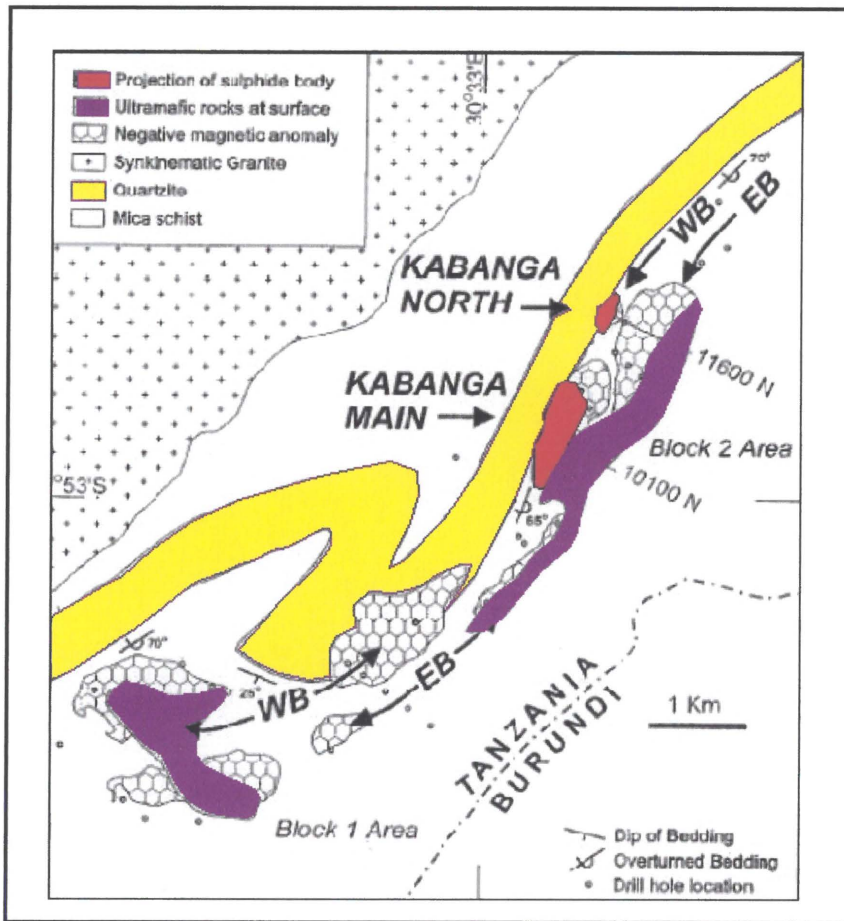 Projection of sulphide body
Ultramafic rocks at surface
Negative magnetic anomaly
Synkinematic Granite
Quartzite
Mica schist
30°33'E
70°
WB.
EB
KABANGA
NORTH
11600 N
KABANGA
MAIN
Block 2 Area
10100 N
°53'S
65°
70°
25°
WB
EB
TANZANIA
BURUNDI
1 Km
Block 1 Area
Dip of Bedding
Overturned Bedding
Drill hole location